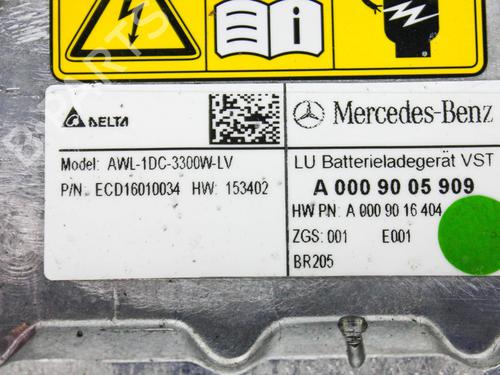 DELTA
Model: AWL-1DC-3300W-LV
P/N: ECD16010034 HW: 153402
Mercedes-Benz
LU Batterieladegerät VST
A 000 90 05 909
HW PN: A 000 90 16 404
ZGS: 001 E001
BR205